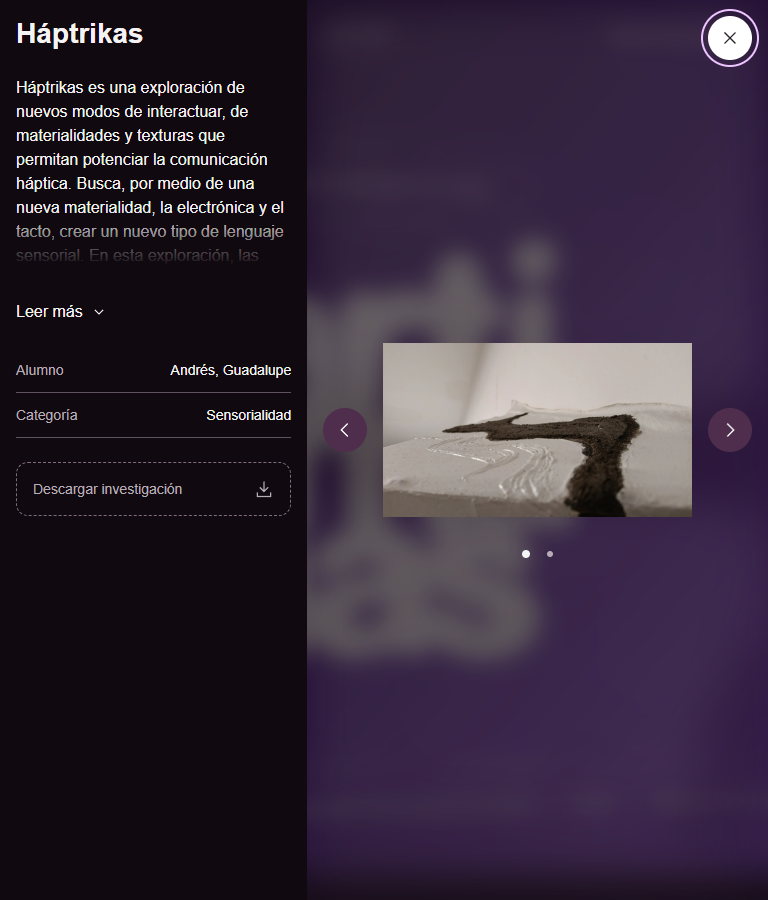 Háptrikas
Háptrikas es una exploración de
nuevos modos de interactuar, de
materialidades y texturas que
permitan potenciar la comunicación
háptica. Busca, por medio de una
nueva materialidad, la electrónica y el
tacto, crear un nuevo tipo de lenguaje
sensorial. En esta exploración, las
Leer más
Alumno Andrés, Guadalupe
Categoría Sensorialidad
Descargar investigación